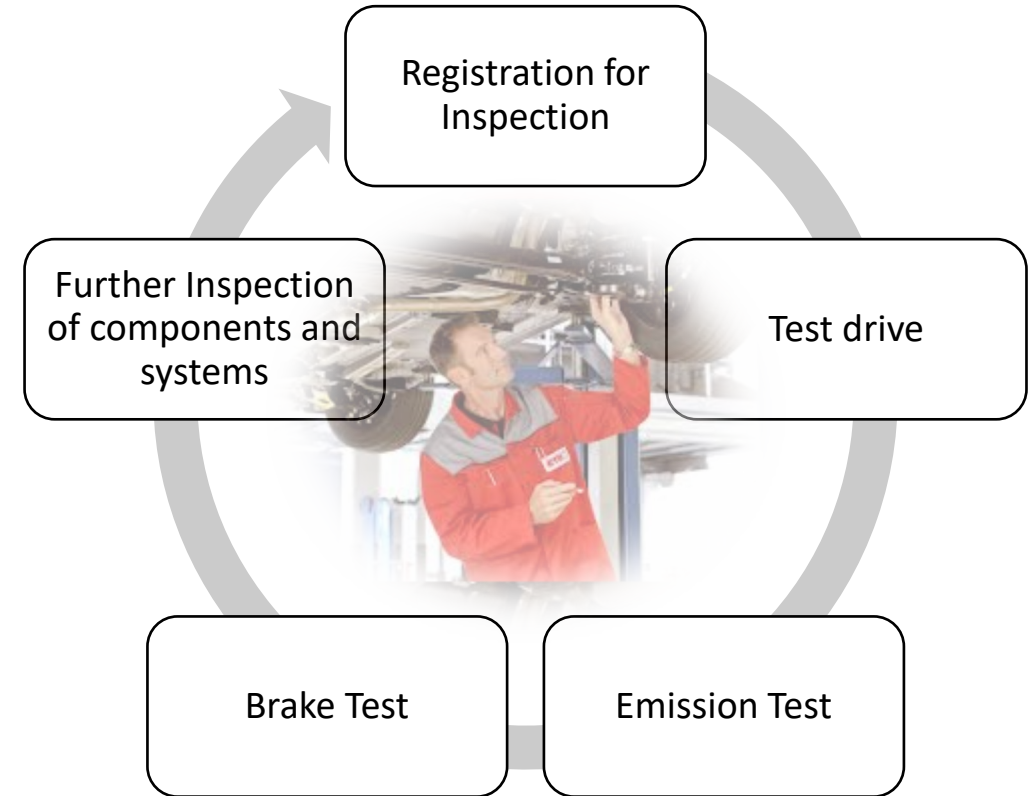 Registration for
Inspection
Test drive
Emission Test
Brake Test
Further Inspection
of components and
systems